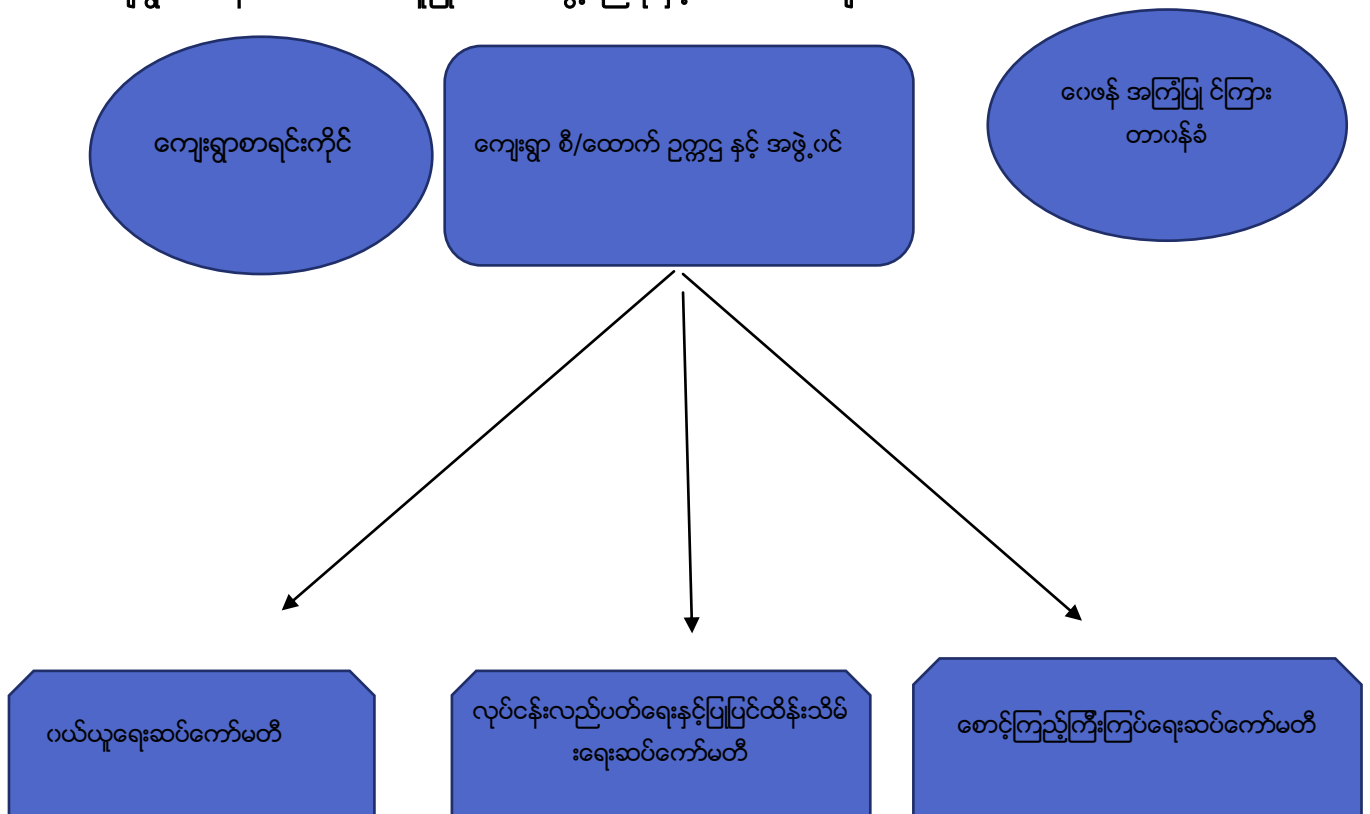 ကျေးရွာစာရင်းကိုင်
ကျေးရွာ စီ/ထောက် ဥက္ကဌ နှင့် အဖွဲ့ဝင်
ဝေဖန် အကြံပြု င်ကြား
တာဝန်ခံ
ဝယ်ယူရေးဆပ်ကော်မတီ
လုပ်ငန်းလည်ပတ်ရေးနှင့်ပြုပြင်ထိန်းသိမ်
းရေးဆပ်ကော်မတီ
စောင့်ကြည့်ကြီးကြပ်ရေးဆပ်ကော်မတီ